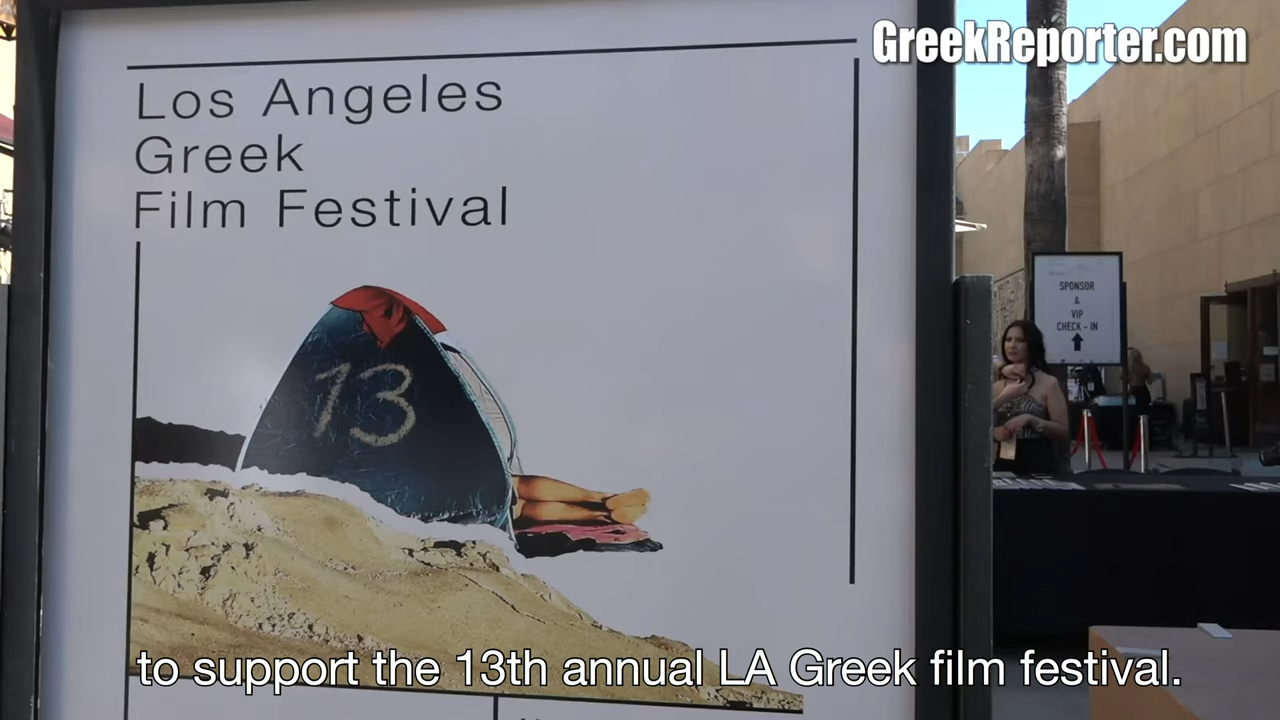 GreekReporter.com
Los Angeles
Greek
Film Festival
13
SPONSOR
&
VIP
CHECK-IN
to support the 13th annual LA Greek film festival.